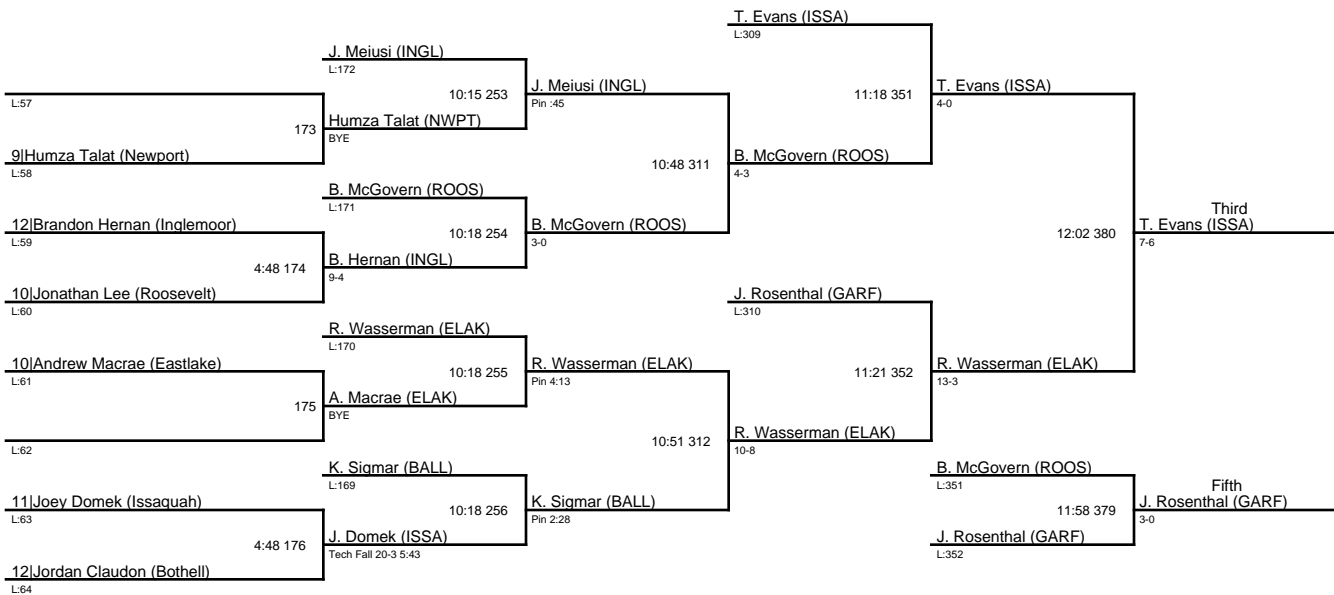 T. Evans (ISSA)
L:309
J. Meiusi (INGL)
L:172
10:15 253
J. Meiusi (INGL)
Pin :45
11:18 351
T. Evans (ISSA)
4-0
L:57
173
Humza Talat (NWPT)
BYE
9|Humza Talat (Newport)
L:58
10:48 311
B. McGovern (ROOS)
4-3
B. McGovern (ROOS)
L:171
12|Brandon Hernan (Inglemoor)
L:59
10:18 254
B. McGovern (ROOS)
3-0
12:02 380
Third
T. Evans (ISSA)
7-6
4:48 174
B. Hernan (INGL)
9-4
10|Jonathan Lee (Roosevelt)
L:60
J. Rosenthal (GARF)
L:310
R. Wasserman (ELAK)
L:170
10|Andrew Macrae (Eastlake)
L:61
10:18 255
R. Wasserman (ELAK)
Pin 4:13
11:21 352
R. Wasserman (ELAK)
13-3
175
A. Macrae (ELAK)
BYE
L:62
10:51 312
R. Wasserman (ELAK)
10-8
K. Sigmar (BALL)
L:169
B. McGovern (ROOS)
L:351
11|Joey Domek (Issaquah)
L:63
10:18 256
K. Sigmar (BALL)
Pin 2:28
11:58 379
Fifth
J. Rosenthal (GARF)
3-0
4:48 176
J. Domek (ISSA)
Tech Fall 20-3 5:43
J. Rosenthal (GARF)
L:352
12|Jordan Claudon (Bothell)
L:64